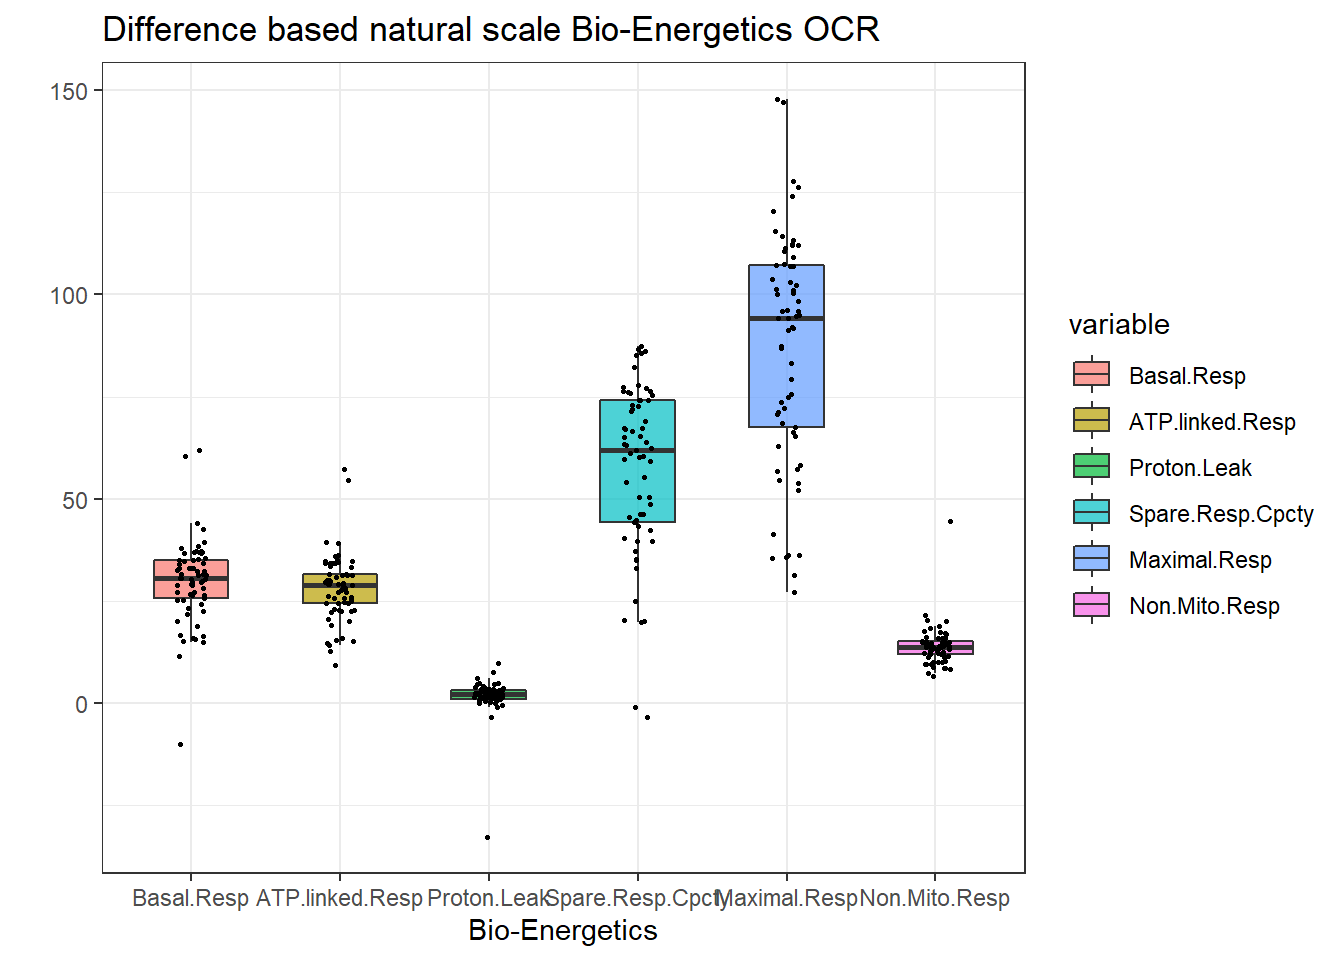 Difference based natural scale Bio-Energetics OCR
150
100
50
0
Basal.Resp ATP.linked.Resp Proton.Leak Spare.Resp.Cpcty Maximal.Resp Non.Mito.Resp
Bio-Energetics
variable
Basal.Resp
ATP.linked.Resp
Proton.Leak
Spare.Resp.Cpcty
Maximal.Resp
Non.Mito.Resp